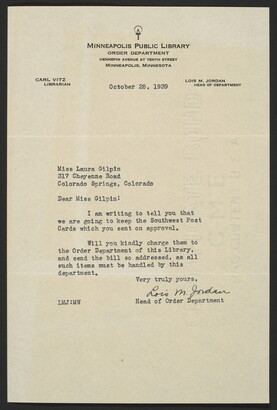 MINNEAPOLIS PUBLIC LIBRARY
ORDER DEPARTMENT
HENNEPIN AVENUE AT TENTH STREET
MINNEAPOLIS, MINNESOTA
CARL VITZ
LIBRARIAN
LOIS M. JORDAN
HEAD OF DEPARTMENT
October 28, 1939
Miss Laura Gilpin
317 Cheyenne Road
Colorado Springs, Colorado
Dear Miss Gilpin:
I am writing to tell you that
we are going to keep the Southwest Post
Cards which you sent on approval.
Will you kindly charge them to
the Order Department of this Library,
and send the bill so addressed, as all
such items must be handled by this
department.
Very truly yours,
Lois M. Jordan
LMJ:MW Head of Order Department